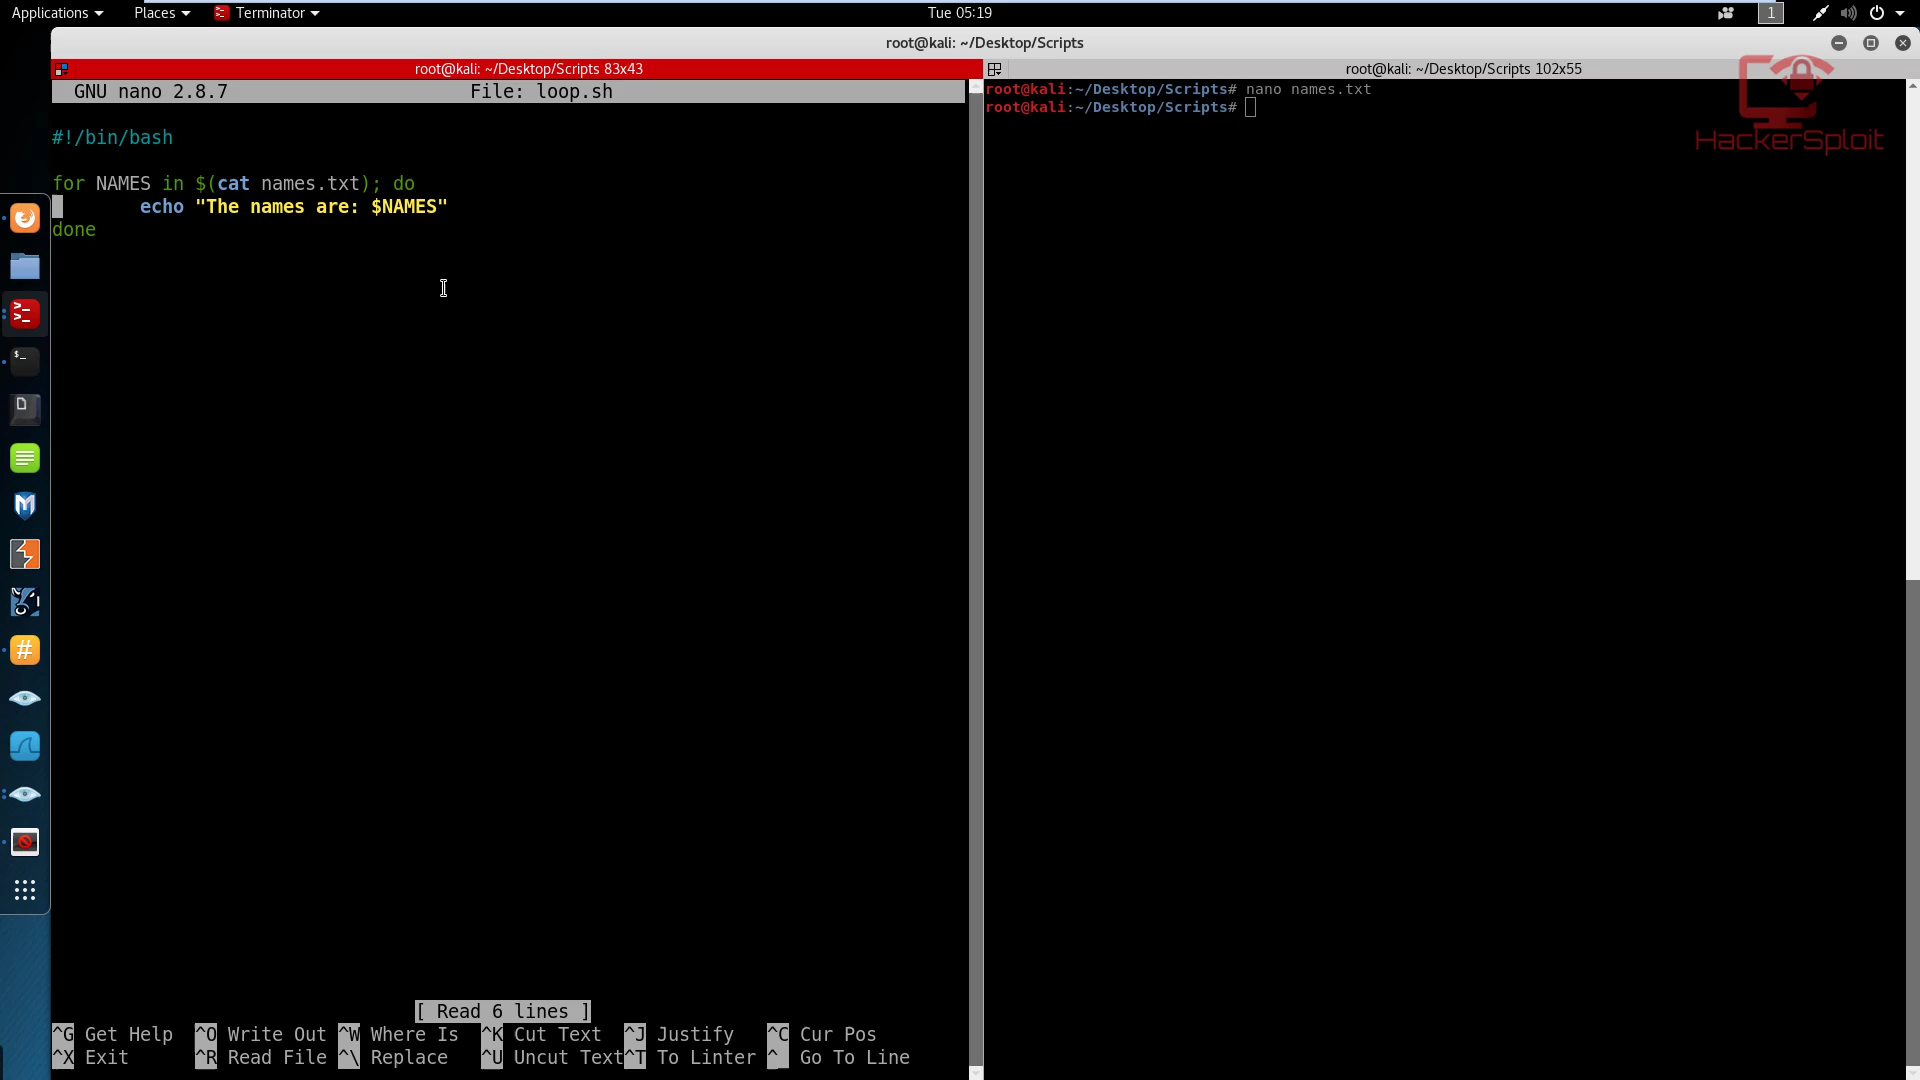 Applications Places Terminator Tue 05:19 1
root@kali: ~/Desktop/Scripts
root@kali: ~/Desktop/Scripts 83x43
GNU nano 2.8.7 File: loop.sh
#!/bin/bash
for NAMES in $(cat names.txt); do
echo "The names are: $NAMES"
done
[ Read 6 lines ]
^G Get Help ^O Write Out ^W Where Is ^K Cut Text ^J Justify ^C Cur Pos
^X Exit ^R Read File ^\ Replace ^U Uncut Text ^T To Linter ^_ Go To Line
root@kali: ~/Desktop/Scripts 102x55
root@kali:~/Desktop/Scripts# nano names.txt
root@kali:~/Desktop/Scripts#
HackerSploit